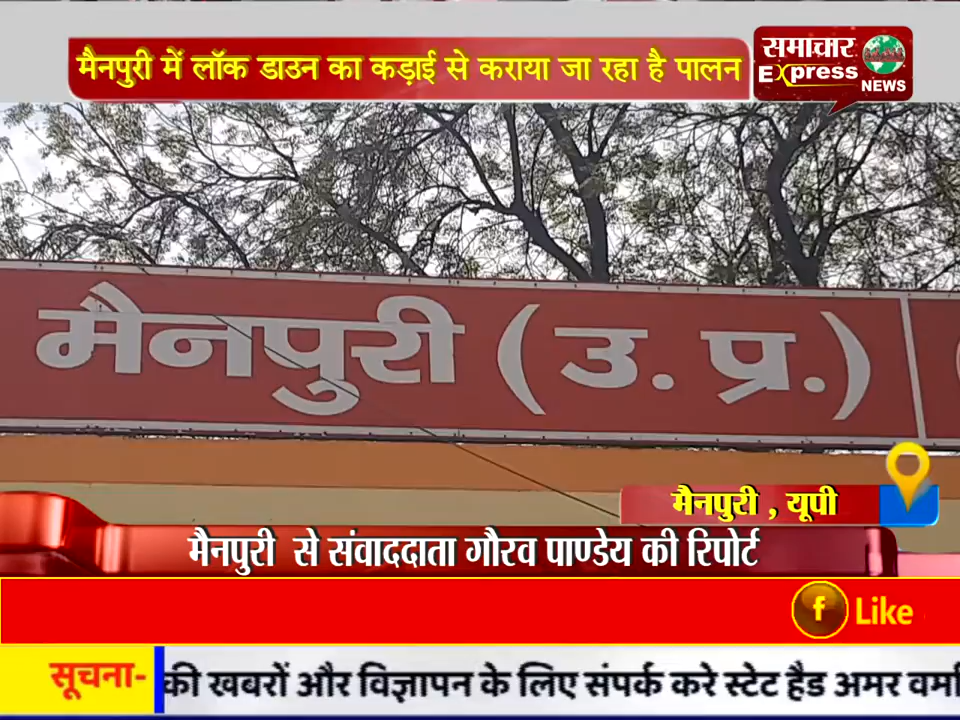 मैनपुरी में लॉक डाउन का कड़ाई से कराया जा रहा है पालन
समाचार
Express
NEWS
मैनपुरी ( उ. प्र. )
मैनपुरी , यूपी
मैनपुरी से संवाददाता गौरव पाण्डेय की रिपोर्ट
f Like
सूचना- की खबरों और विज्ञापन के लिए संपर्क करे स्टेट हैड अमर वर्मा